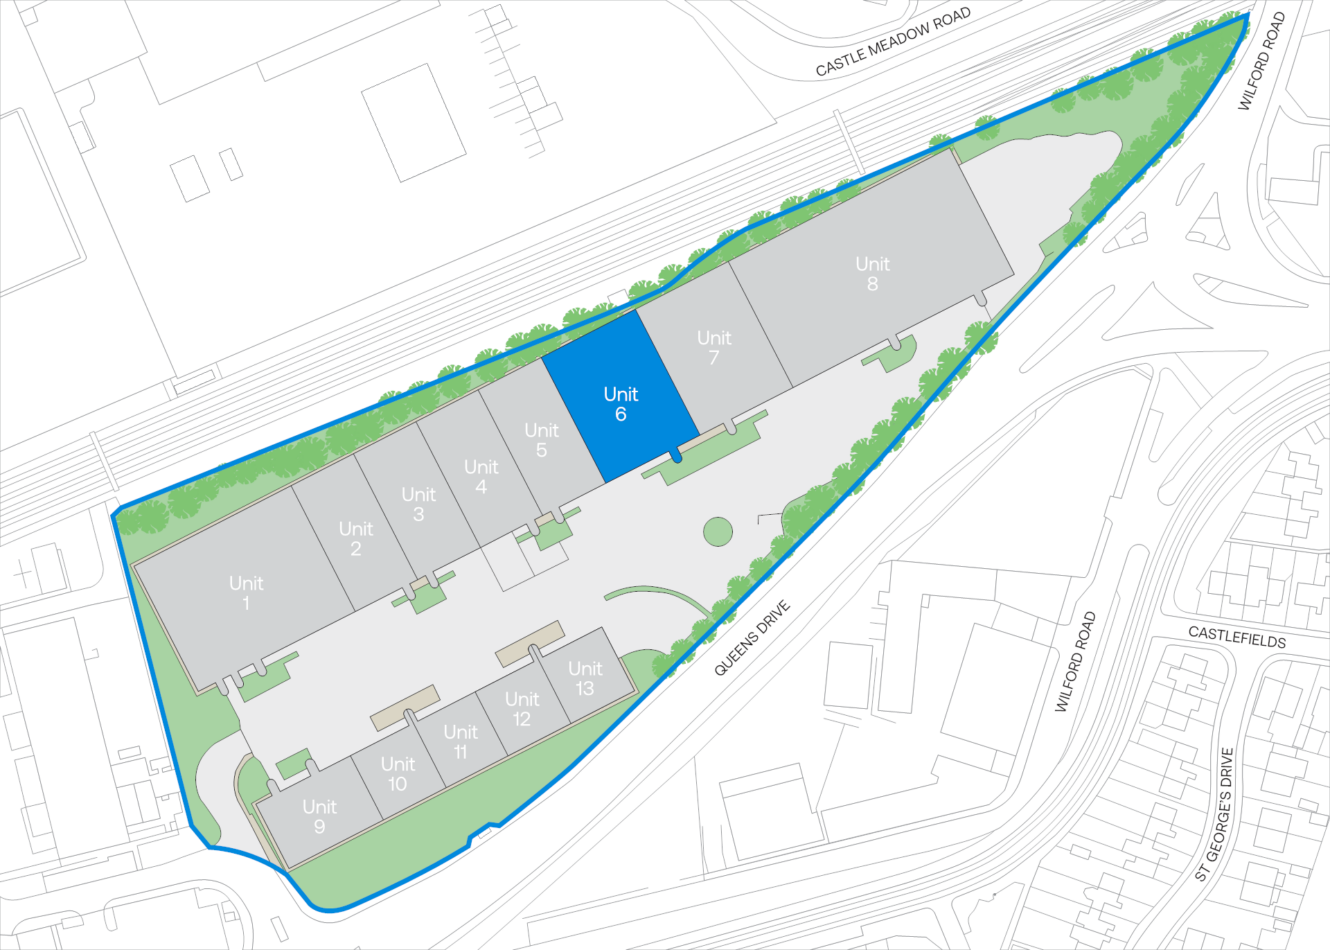 CASTLE MEADOW ROAD
WILFORD ROAD
Unit
8
Unit
7
Unit
6
Unit
5
Unit
4
Unit
3
Unit
2
Unit
1
QUEENS DRIVE
WILFORD ROAD
CASTLEFIELDS
ST GEORGE'S DRIVE
Unit
13
Unit
12
Unit
11
Unit
10
Unit
9